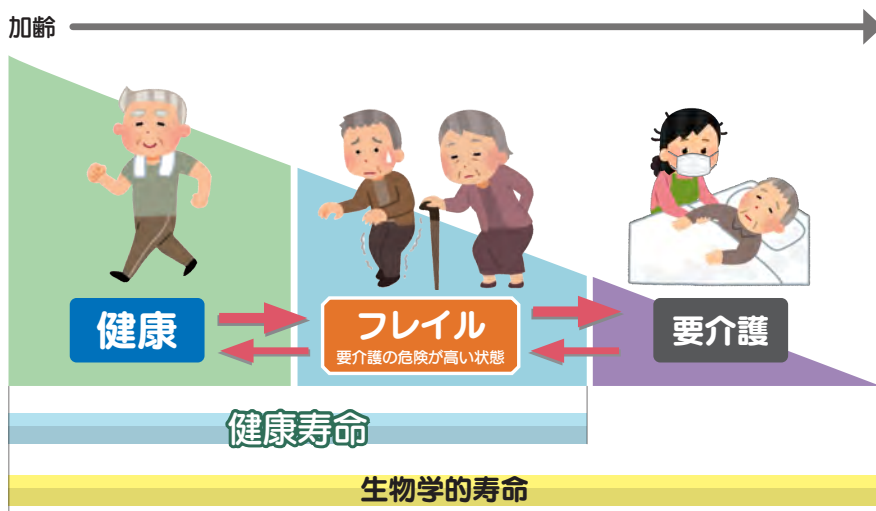 加齢
健康
フレイル
要介護の危険が高い状態
要介護
健康寿命
生物学的寿命